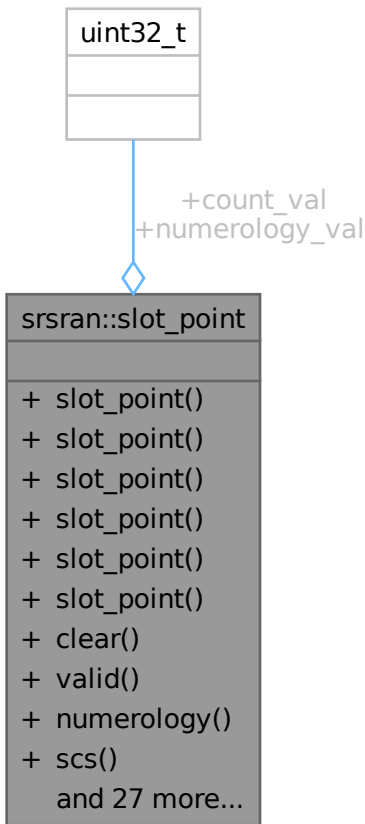 uint32_t
+count_val
+numerology_val
srsran::slot_point
+ slot_point()
+ slot_point()
+ slot_point()
+ slot_point()
+ slot_point()
+ slot_point()
+ clear()
+ valid()
+ numerology()
+ scs()
and 27 more...